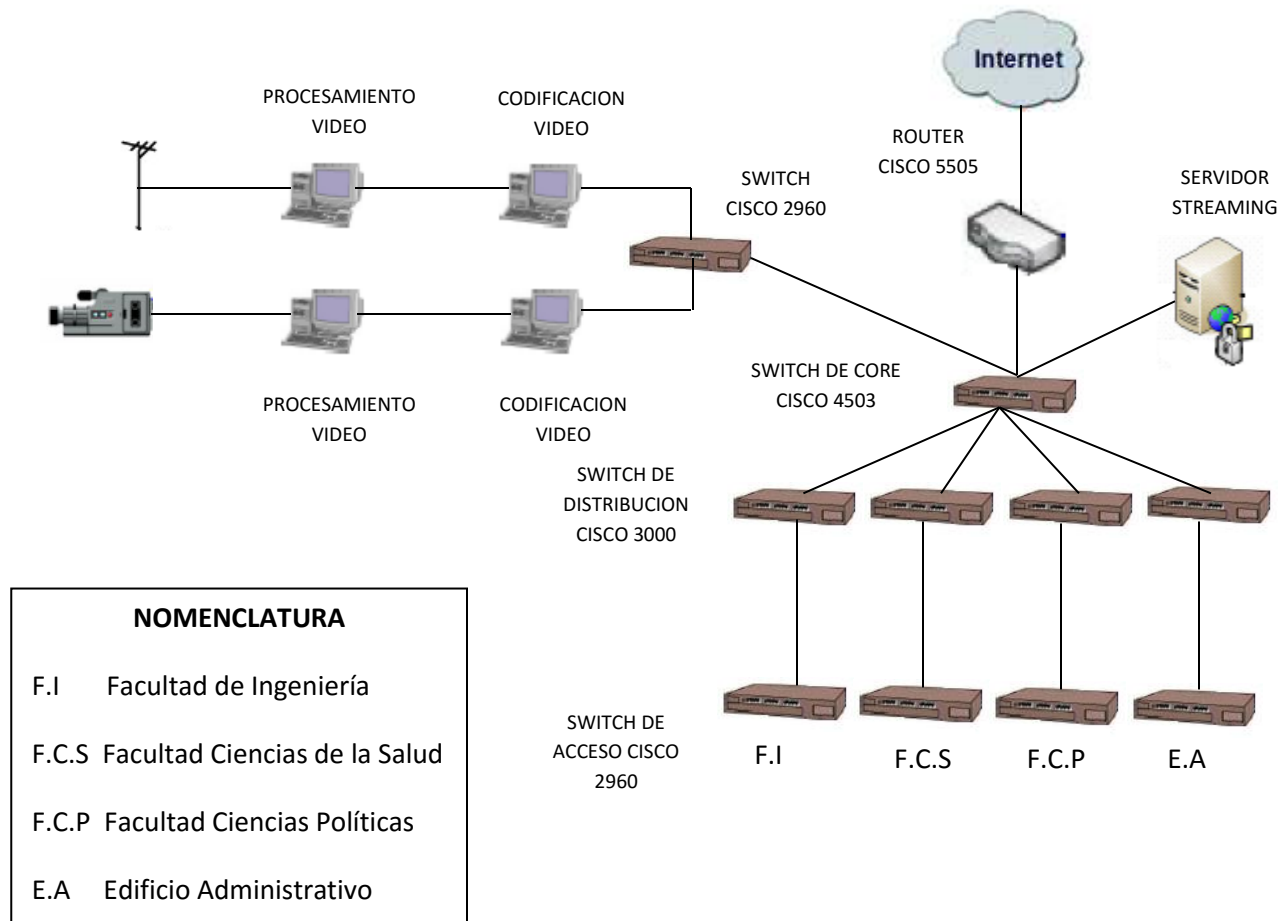 Internet
PROCESAMIENTO
VIDEO
CODIFICACION
VIDEO
ROUTER
CISCO 5505
SWITCH
CISCO 2960
SERVIDOR
STREAMING
PROCESAMIENTO
VIDEO
CODIFICACION
VIDEO
SWITCH DE CORE
CISCO 4503
SWITCH DE
DISTRIBUCION
CISCO 3000
SWITCH DE
ACCESO CISCO
2960
F.I
F.C.S
F.C.P
E.A
NOMENCLATURA
F.I Facultad de Ingeniería
F.C.S Facultad Ciencias de la Salud
F.C.P Facultad Ciencias Políticas
E.A Edificio Administrativo